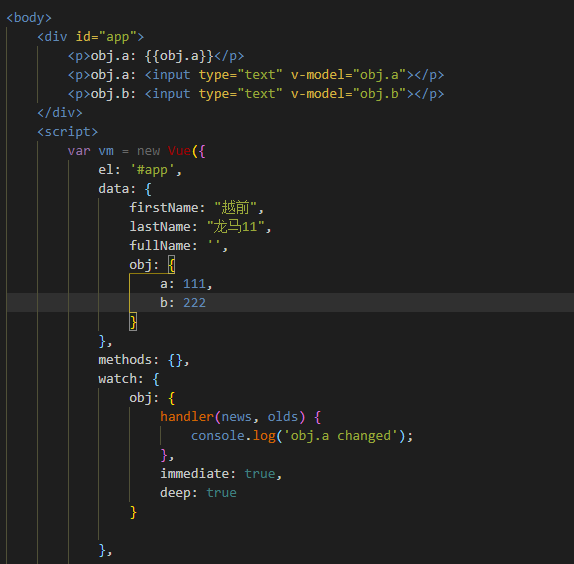 <body>
<div id="app">
<p>obj.a: {{obj.a}}</p>
<p>obj.a: <input type="text" v-model="obj.a"></p>
<p>obj.b: <input type="text" v-model="obj.b"></p>
</div>
<script>
var vm = new Vue({
el: '#app',
data: {
firstName: "越前",
lastName: "龙马11",
fullName: '',
obj: {
a: 111,
b: 222
}
},
methods: {},
watch: {
obj: {
handler(news, olds) {
console.log('obj.a changed');
},
immediate: true,
deep: true
}
},